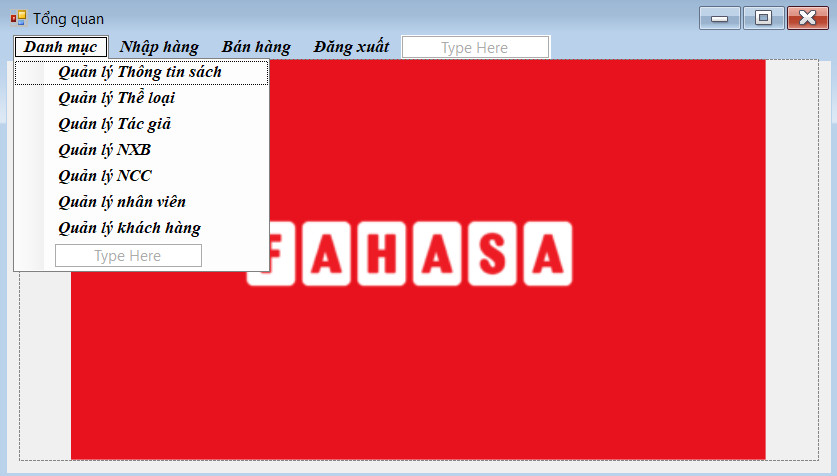 Tổng quan
Danh mục Nhập hàng Bán hàng Đăng xuất Type Here
Quản lý Thông tin sách
Quản lý Thể loại
Quản lý Tác giả
Quản lý NXB
Quản lý NCC
Quản lý nhân viên
Quản lý khách hàng
Type Here
FAHASA